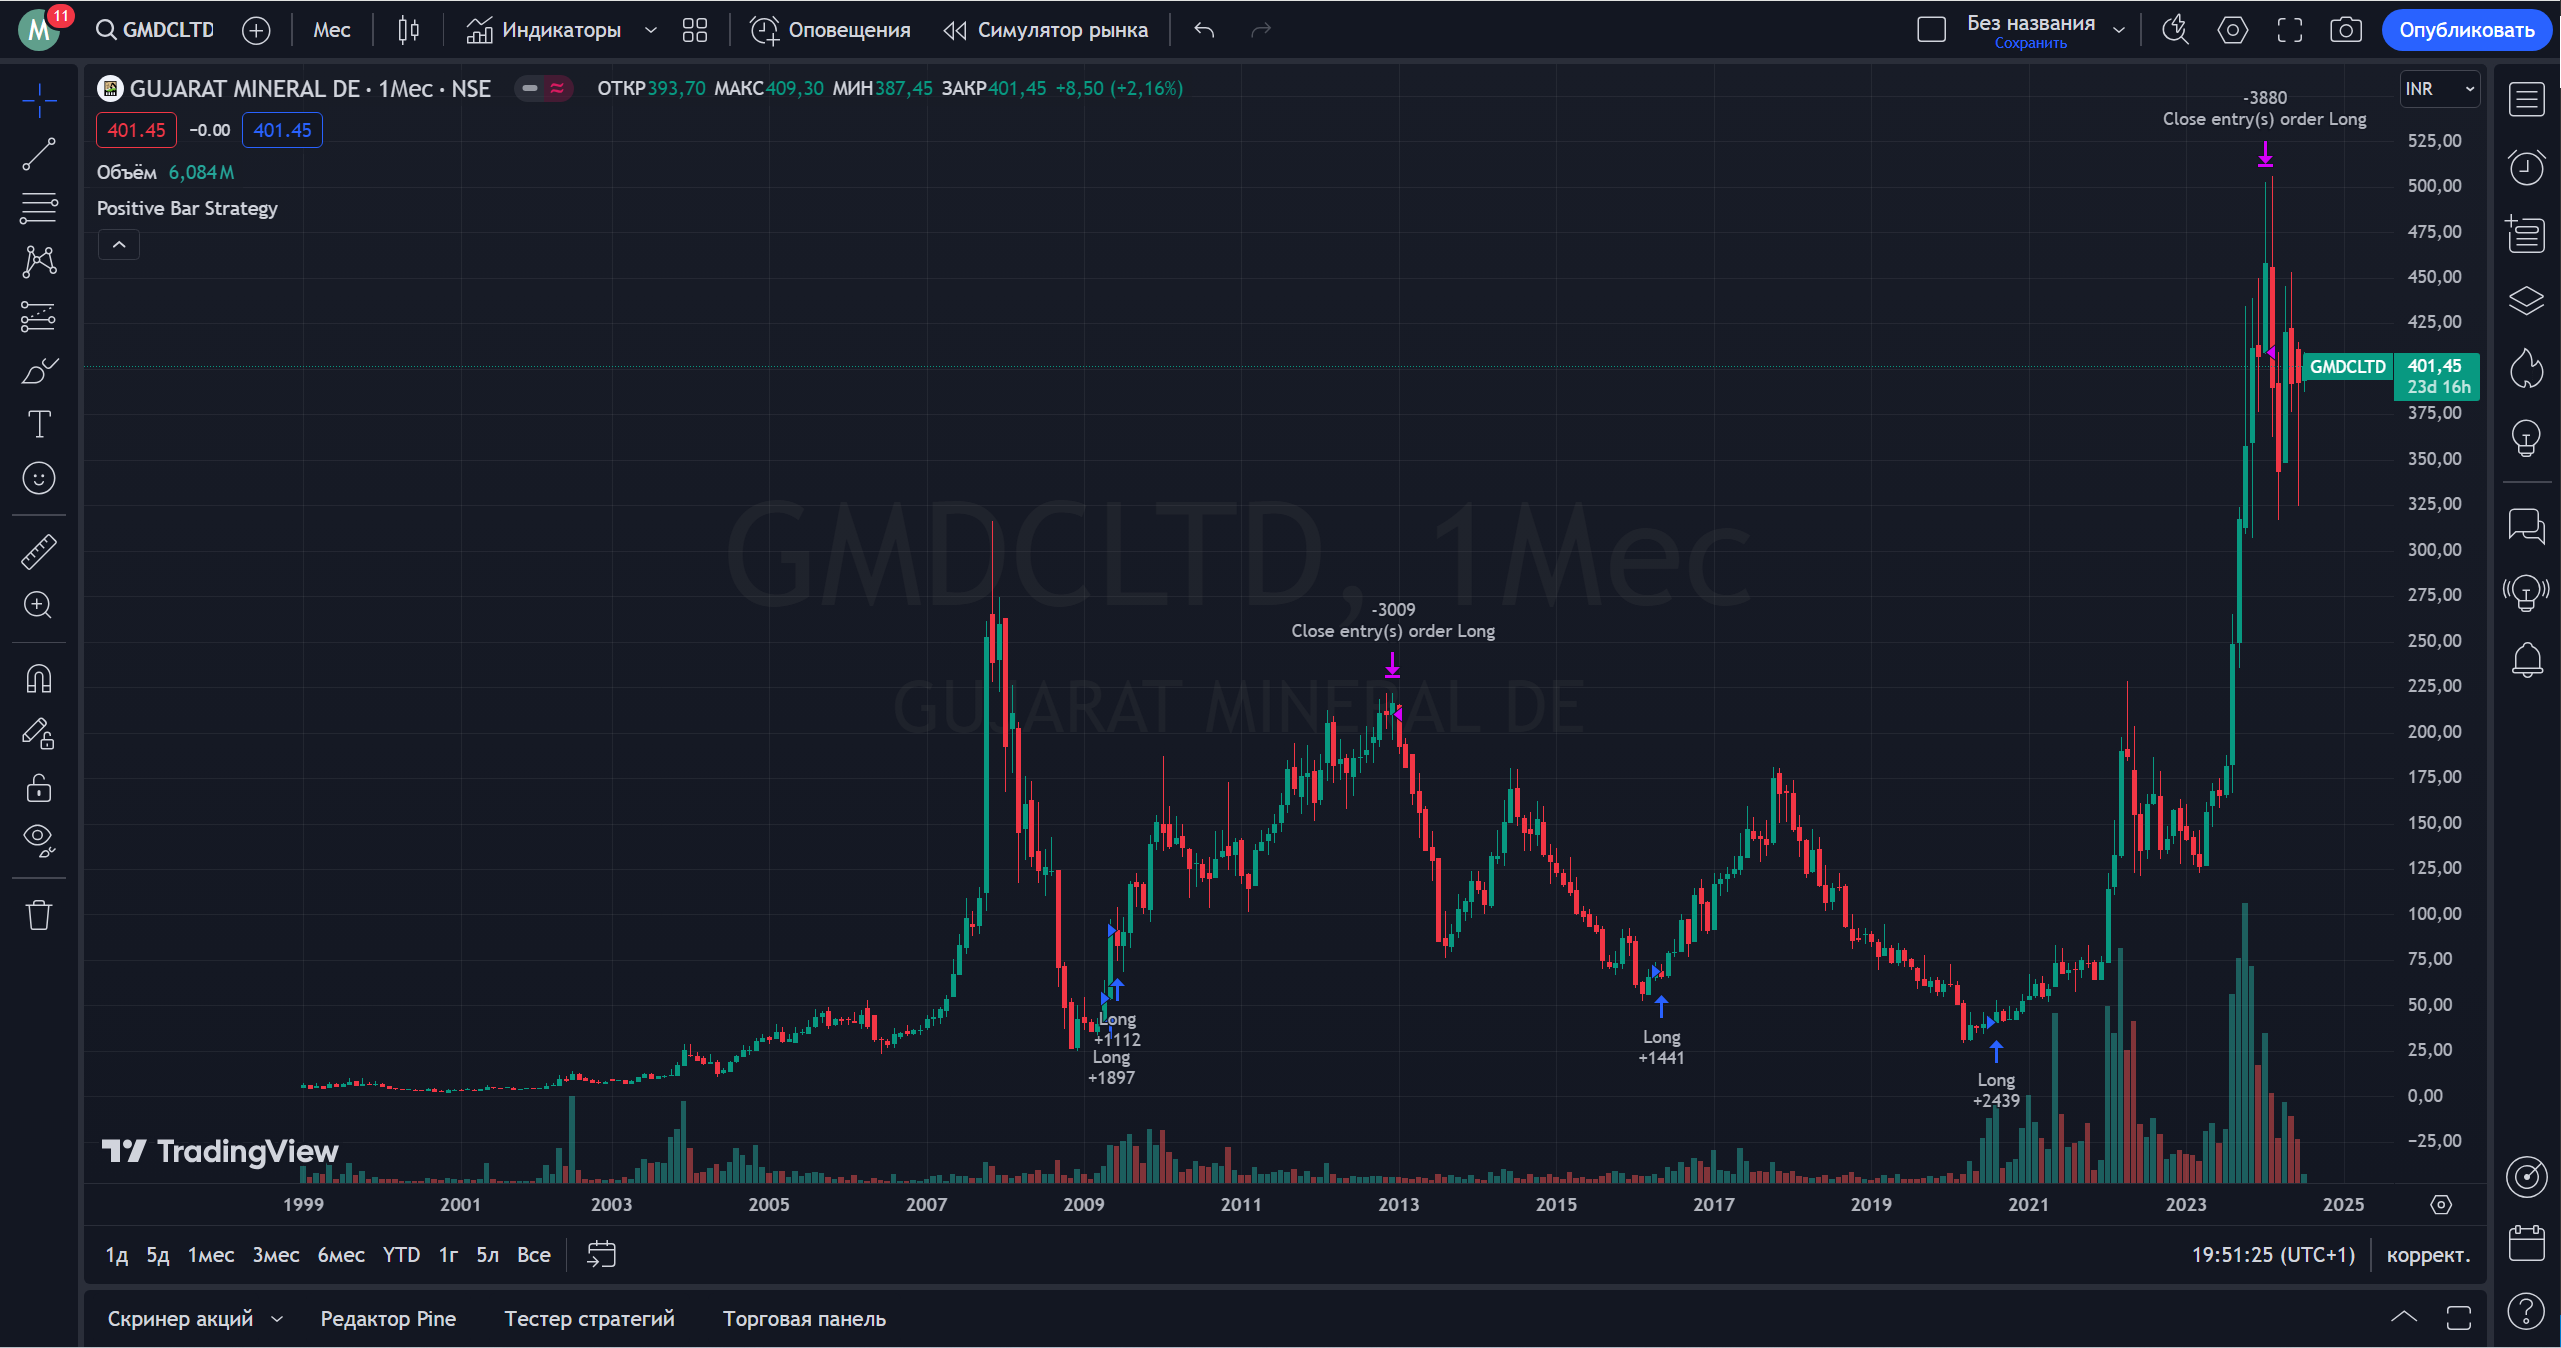 M 11 GMDCLTD Мес Индикаторы Оповещения Симулятор рынка Без названия Опубликовать
Сохранить
GUJARAT MINERAL DE · 1Мес · NSE ОТКР393,70 МАКС409,30 МИН387,45 ЗАКР401,45 +8,50 (+2,16%)
INR
401.45 −0.00 401.45
Объём 6,084 M
Positive Bar Strategy
-3880
Close entry(s) order Long
525,00
500,00
475,00
450,00
425,00
GMDCLTD 401,45
23d 16h
375,00
350,00
325,00
300,00
275,00
250,00
225,00
200,00
175,00
150,00
125,00
100,00
75,00
50,00
25,00
0,00
−25,00
GMDCLTD, 1Мес
GUJARAT MINERAL DE
-3009
Close entry(s) order Long
Long
+1112
Long
+1897
Long
+1441
Long
+2439
TradingView
1999 2001 2003 2005 2007 2009 2011 2013 2015 2017 2019 2021 2023 2025
1д 5д 1мес 3мес 6мес YTD 1г 5л Все 19:51:25 (UTC+1) коррект.
Скринер акций Редактор Pine Тестер стратегий Торговая панель